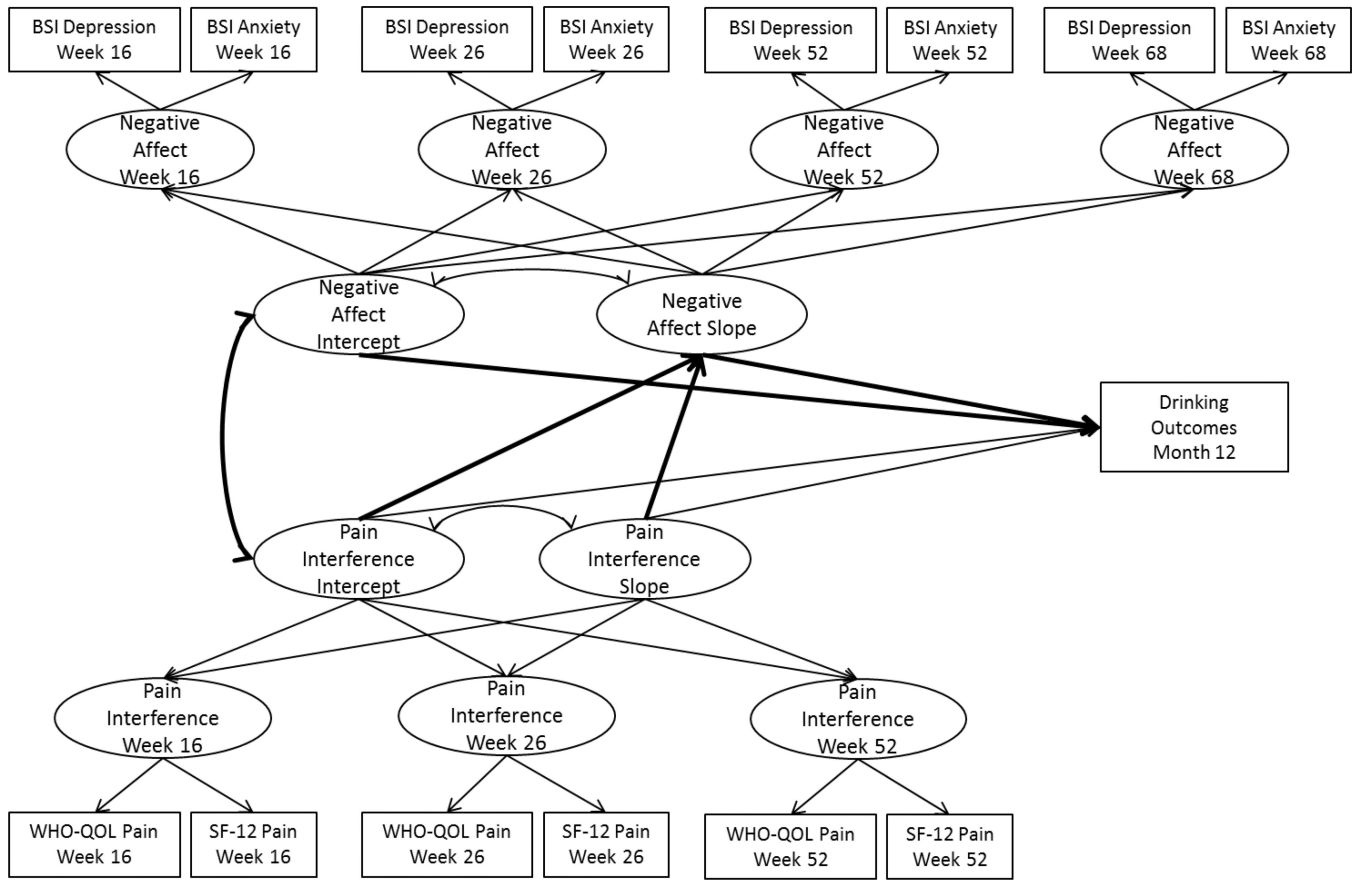 BSI Depression
Week 16
BSI Anxiety
Week 16
BSI Depression
Week 26
BSI Anxiety
Week 26
BSI Depression
Week 52
BSI Anxiety
Week 52
BSI Depression
Week 68
BSI Anxiety
Week 68
Negative
Affect
Week 16
Negative
Affect
Week 26
Negative
Affect
Week 52
Negative
Affect
Week 68
Negative
Affect
Intercept
Negative
Affect Slope
Drinking
Outcomes
Month 12
Pain
Interference
Intercept
Pain
Interference
Slope
Pain
Interference
Week 16
Pain
Interference
Week 26
Pain
Interference
Week 52
WHO-QOL Pain
Week 16
SF-12 Pain
Week 16
WHO-QOL Pain
Week 26
SF-12 Pain
Week 26
WHO-QOL Pain
Week 52
SF-12 Pain
Week 52